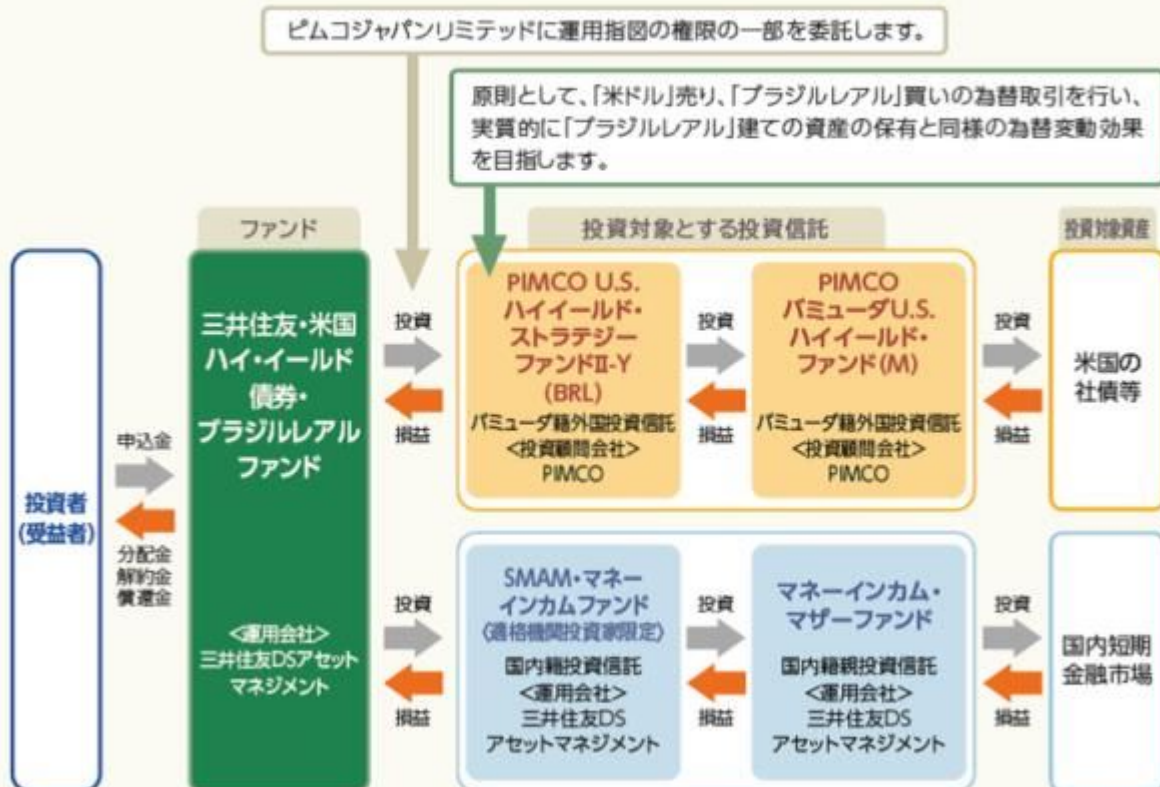 ピムコジャパンリミテッドに運用指図の権限の一部を委託します。
原則として、「米ドル」売り、「ブラジルレアル」買いの為替取引を行い、
実質的に「ブラジルレアル」建ての資産の保有と同様の為替変動効果
を目指します。
ファンド
投資対象とする投資信託
投資対象資産
投資者
(受益者)
申込金
分配金
解約金
償還金
三井住友・米国
ハイ・イールド
債券・
ブラジルレアル
ファンド
<運用会社>
三井住友DSアセット
マネジメント
投資
損益
PIMCO U.S.
ハイイールド・
ストラテジー
ファンドⅡ-Y
(BRL)
バミューダ籍外国投資信託
<投資顧問会社>
PIMCO
投資
損益
PIMCO
バミューダU.S.
ハイイールド・
ファンド(M)
バミューダ籍外国投資信託
<投資顧問会社>
PIMCO
投資
損益
米国の
社債等
投資
損益
SMAM・マネー
インカムファンド
〈適格機関投資家限定〉
国内籍投資信託
<運用会社>
三井住友DS
アセットマネジメント
投資
損益
マネーインカム・
マザーファンド
国内籍親投資信託
<運用会社>
三井住友DS
アセットマネジメント
投資
損益
国内短期
金融市場